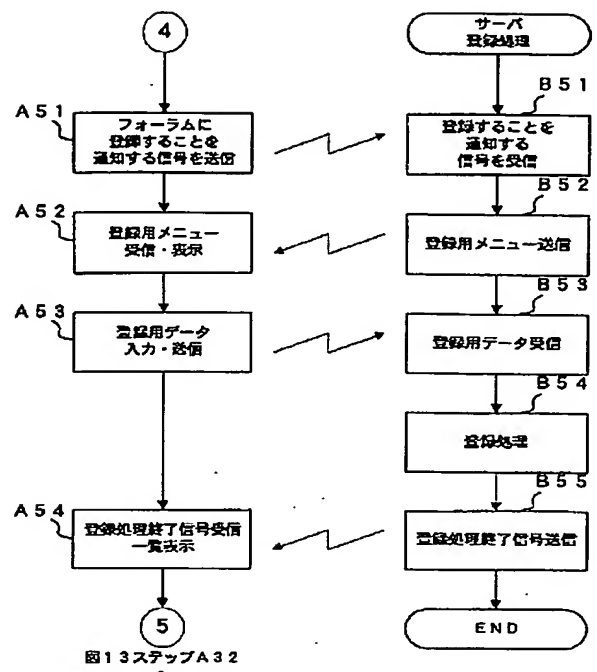 4
サーバ
登録処理
A51
フォーラムに
登録することを
通知する信号を送信
B51
登録することを
通知する
信号を受信
A52
登録用メニュー
受信・表示
B52
登録用メニュー送信
A53
登録用データ
入力・送信
B53
登録用データ受信
B54
登録処理
A54
登録処理終了信号受信
一覧表示
B55
登録処理終了信号送信
5
END
図13ステップA32